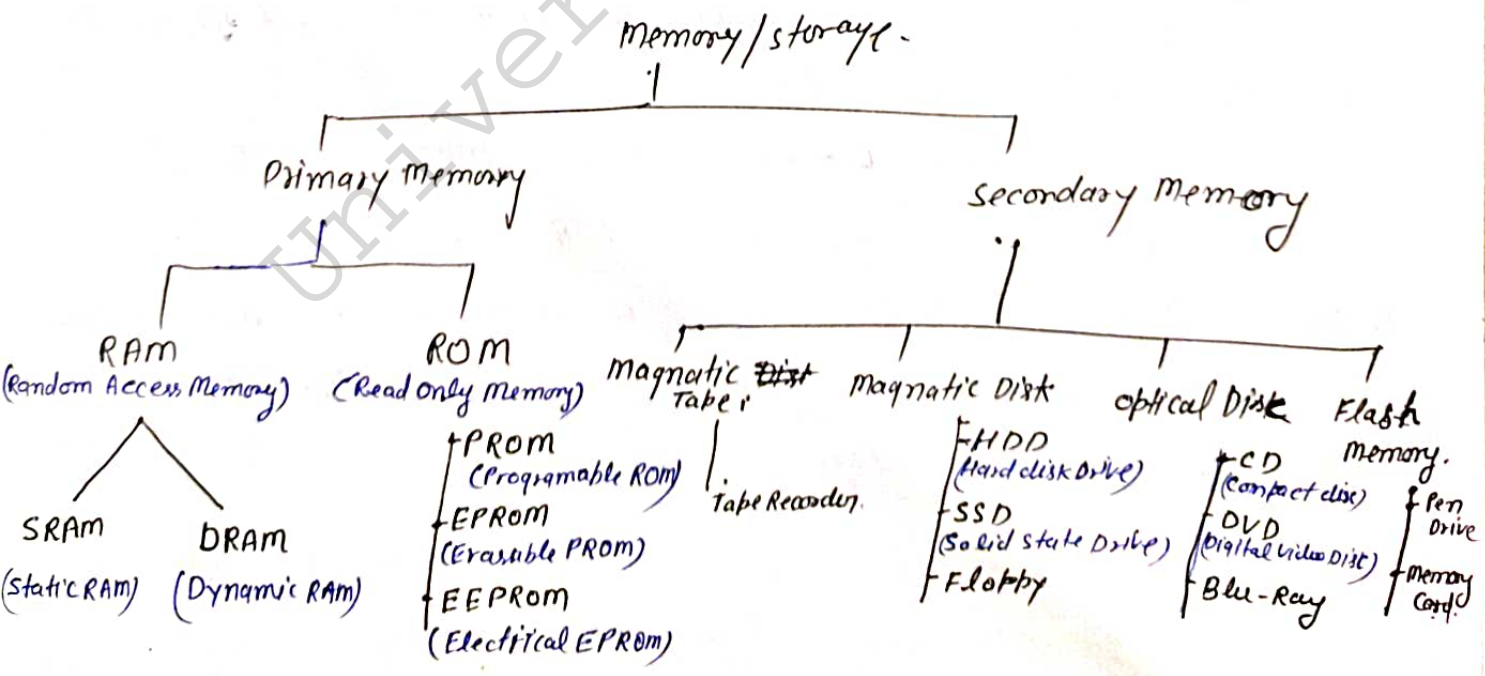 memory/storage.
Primary Memory
Secondary Memory
RAM
(Random Access Memory)
SRAM
(Static RAM)
DRAM
(Dynamic RAM)
ROM
(Read only Memory)
PROM
(Programable ROM)
EPROM
(Erasable PROM)
EEPROM
(Electrical EPROM)
Magnatic
Tape
Tape Recorder.
Magnatic Disk
HDD
(Hard disk Drive)
SSD
(Solid State Drive)
Floppy
optical Disk
CD
(Compact disc)
DVD
(Digital video Disc)
Blu-Ray
Flash
memory.
Pen
Drive
memory
Card.
Univer